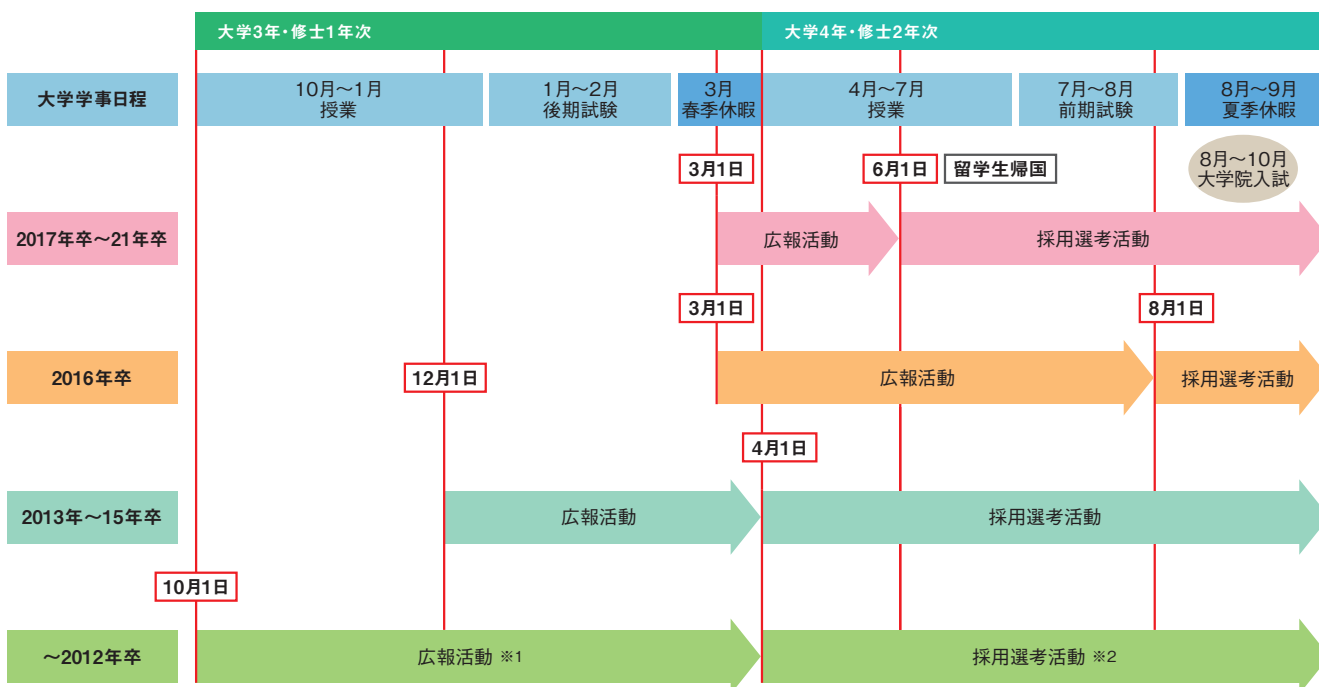 大学3年・修士1年次
大学4年・修士2年次
大学学事日程
10月〜1月
授業
1月〜2月
後期試験
3月
春季休暇
4月〜7月
授業
7月〜8月
前期試験
8月〜9月
夏季休暇
3月1日
6月1日
留学生帰国
8月〜10月
大学院入試
2017年卒〜21年卒
広報活動
採用選考活動
3月1日
8月1日
2016年卒
12月1日
広報活動
採用選考活動
4月1日
2013年〜15年卒
広報活動
採用選考活動
10月1日
〜2012年卒
広報活動 ※1
採用選考活動 ※2